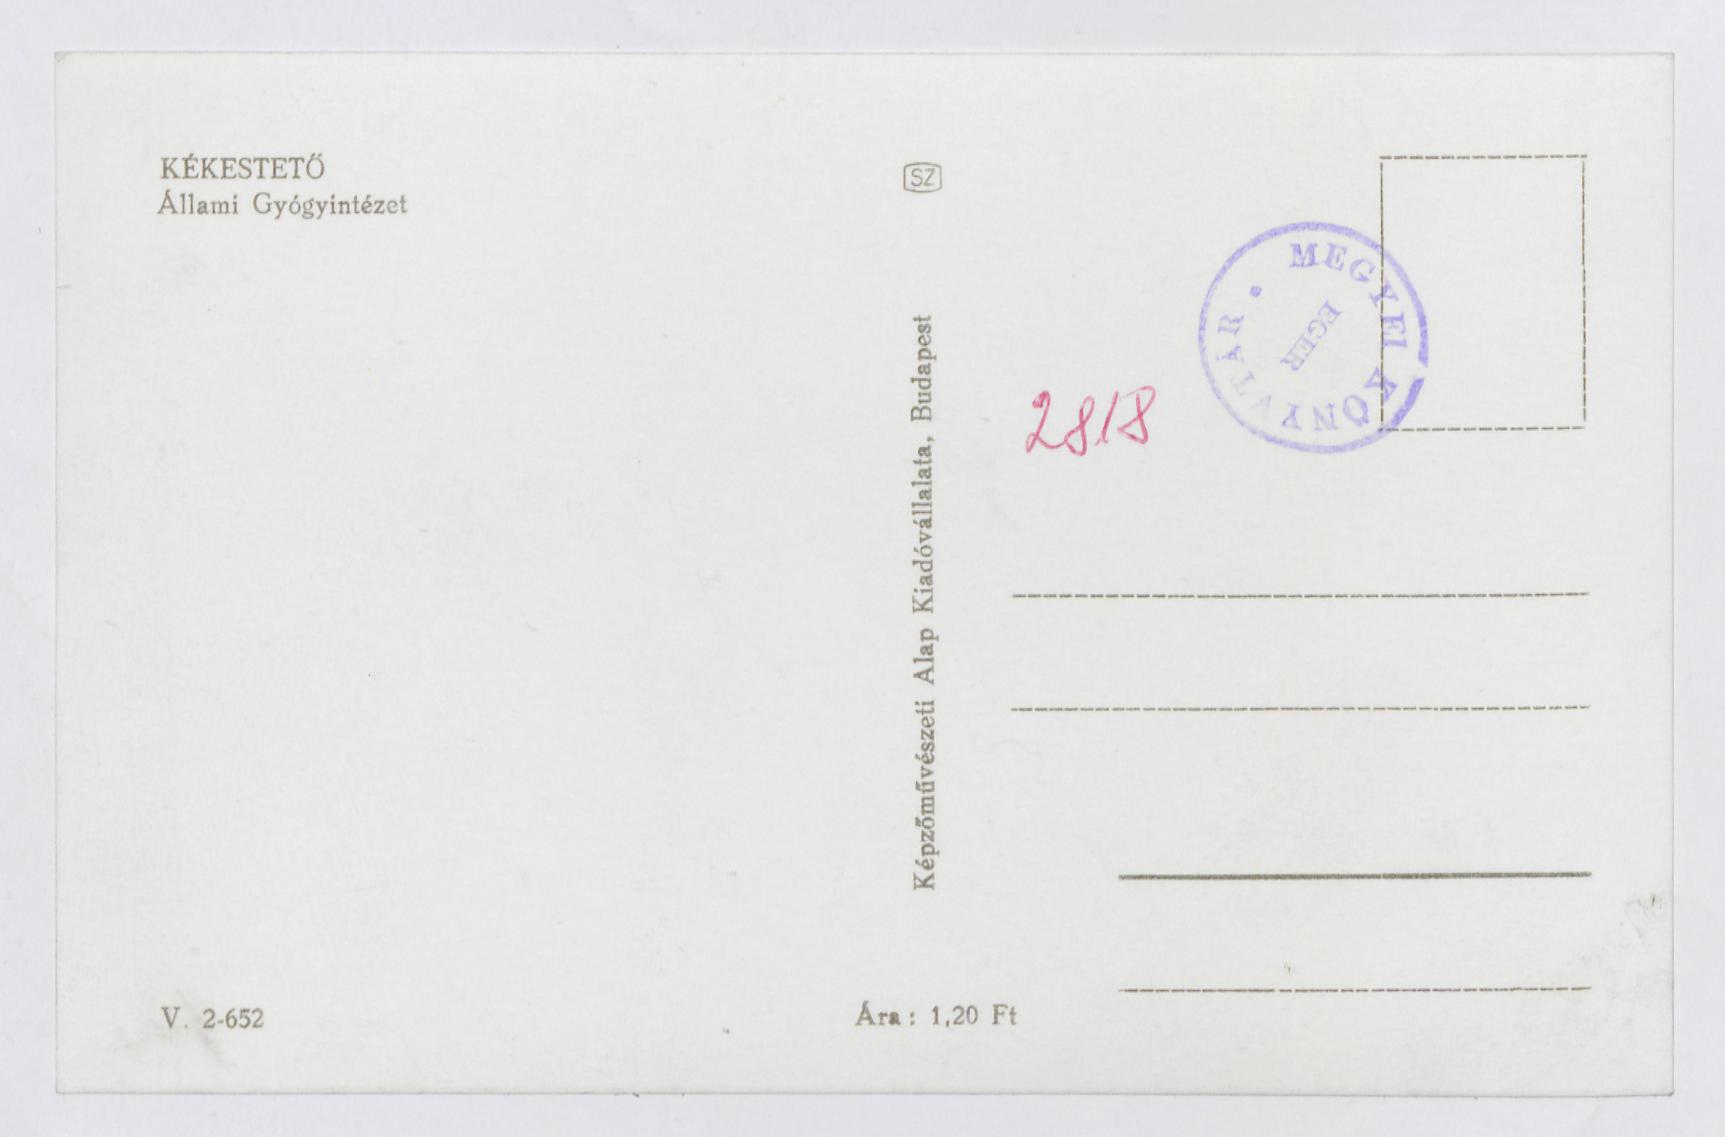 KÉKESTETŐ
Állami Gyógyintézet
V. 2-652
SZ
Képzőművészeti Alap Kiadóvállalata, Budapest
Ára: 1,20 Ft
MEGYEI KÖNYVTÁR •
EGER
2818